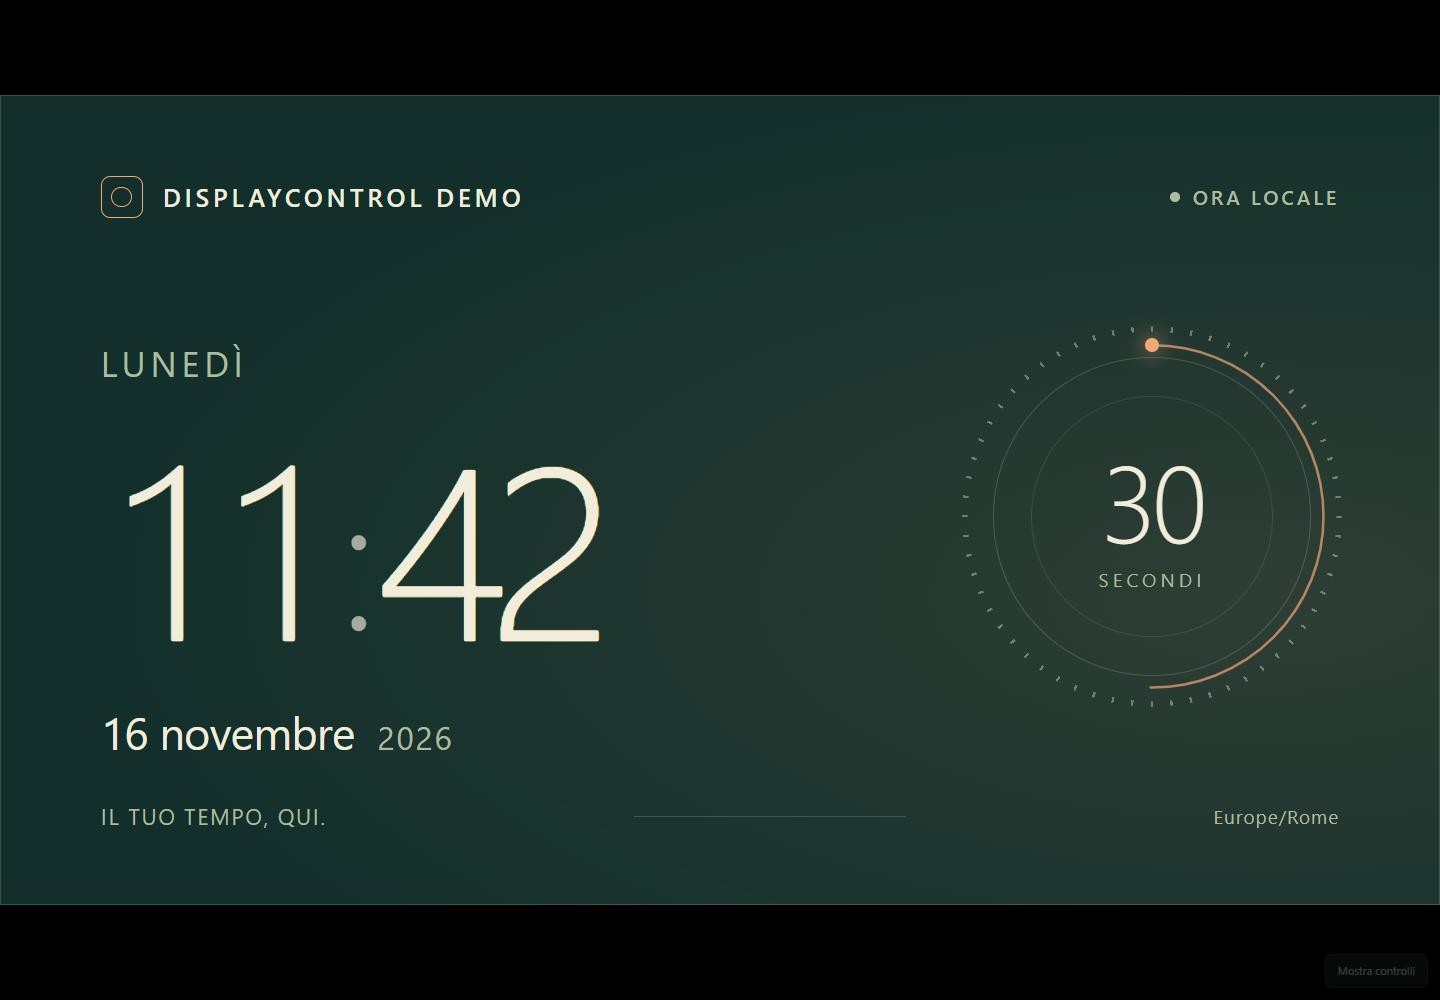 DISPLAYCONTROL DEMO
ORA LOCALE
LUNEDÌ
11:42
30
SECONDI
16 novembre 2026
IL TUO TEMPO, QUI.
Europe/Rome
Mostra controlli